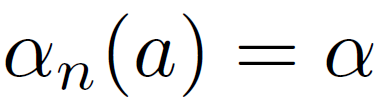 αₙ(a) = α